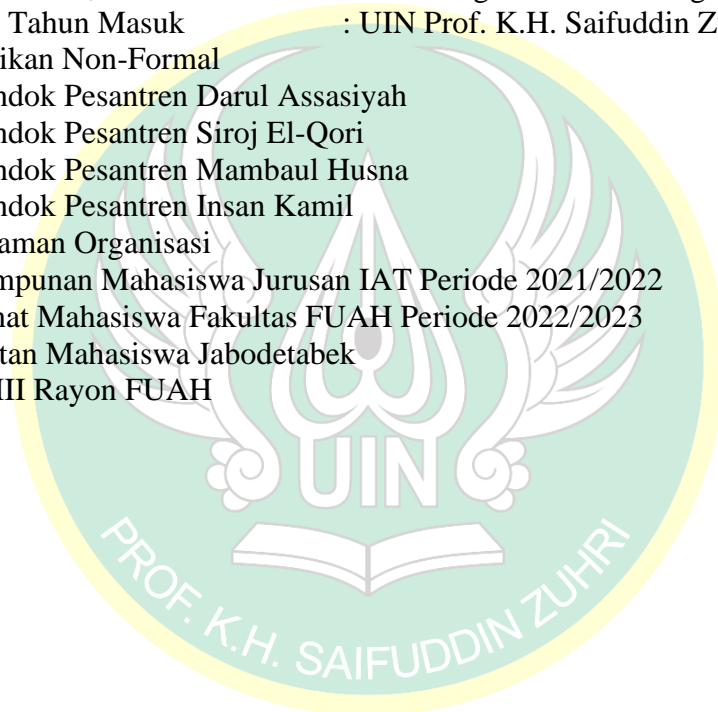 Tahun Masuk : UIN Prof. K.H. Saifuddin Z
ikan Non-Formal
ndok Pesantren Darul Assasiyah
ndok Pesantren Siroj El-Qori
ndok Pesantren Mambaul Husna
ndok Pesantren Insan Kamil
aman Organisasi
mpunan Mahasiswa Jurusan IAT Periode 2021/2022
nat Mahasiswa Fakultas FUAH Periode 2022/2023
tan Mahasiswa Jabodetabek
III Rayon FUAH
UIN
PROF. K.H. SAIFUDDIN ZUHRI